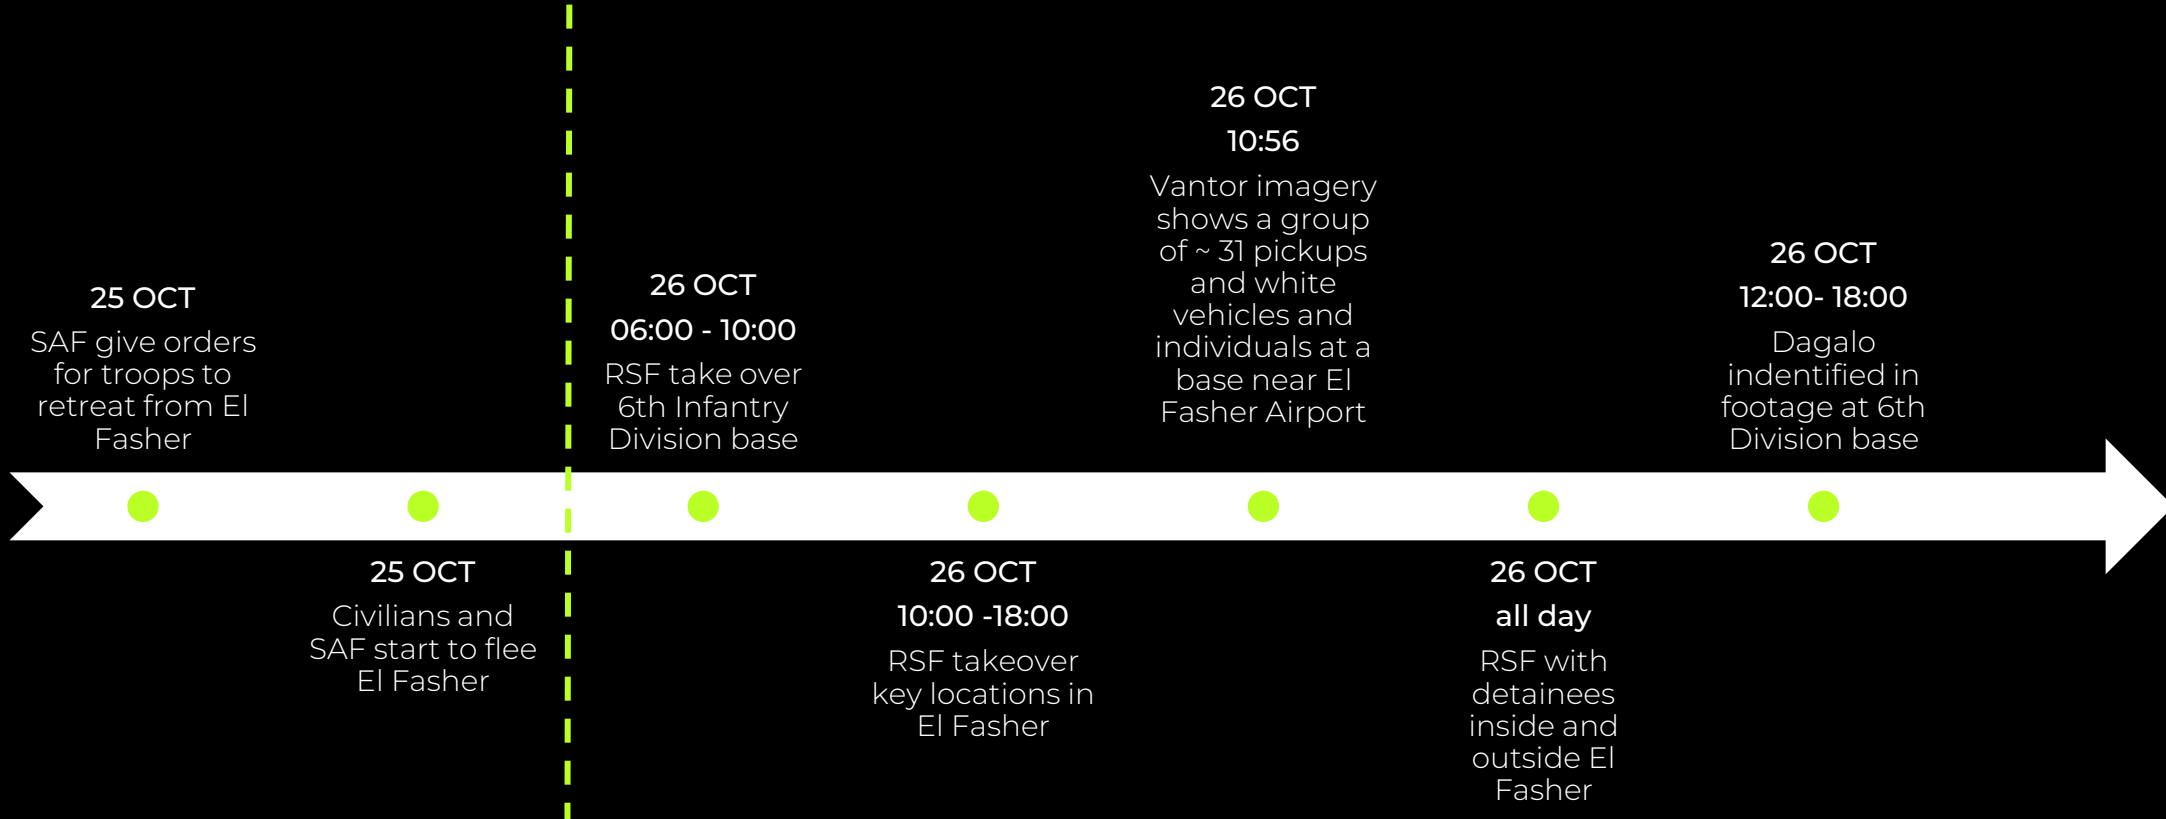 25 OCT
SAF give orders
for troops to
retreat from El
Fasher
25 OCT
Civilians and
SAF start to flee
El Fasher
26 OCT
06:00 - 10:00
RSF take over
6th Infantry
Division base
26 OCT
10:00 -18:00
RSF takeover
key locations in
El Fasher
26 OCT
10:56
Vantor imagery
shows a group
of ~ 31 pickups
and white
vehicles and
individuals at a
base near El
Fasher Airport
26 OCT
all day
RSF with
detainees
inside and
outside El
Fasher
26 OCT
12:00- 18:00
Dagalo
indentified in
footage at 6th
Division base